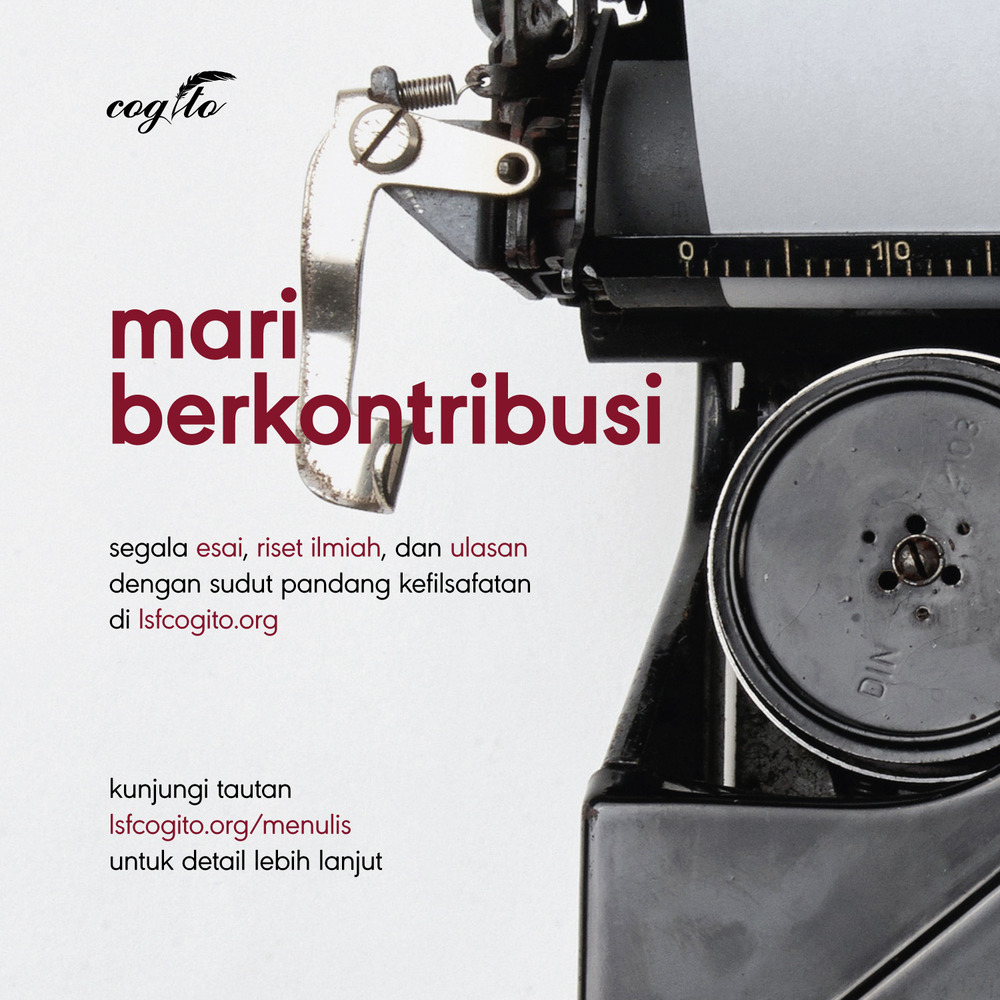 cogito
mari
berkontribusi
segala esai, riset ilmiah, dan ulasan
dengan sudut pandang kefilsafatan
di lsfcogito.org
kunjungi tautan
lsfcogito.org/menulis
untuk detail lebih lanjut
0 10
DIN 2103